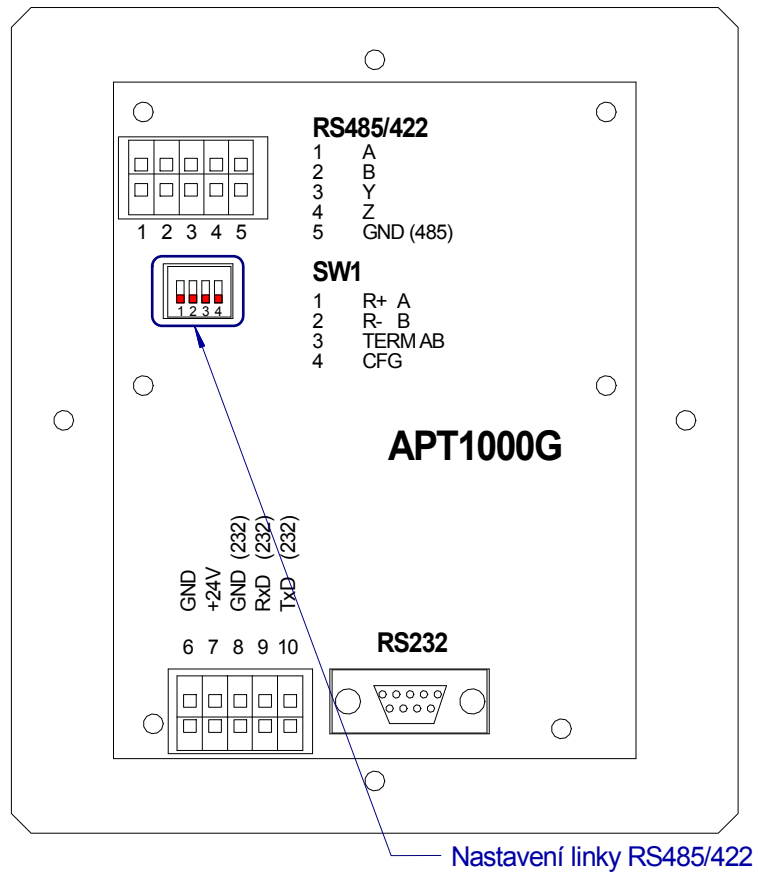 RS485/422
1 A
2 B
3 Y
4 Z
5 GND (485)
1 2 3 4 5
SW1
1 R+ A
2 R- B
3 TERM AB
4 CFG
1 2 3 4
APT1000G
GND
+24V
GND (232)
RxD (232)
TxD (232)
6 7 8 9 10
RS232
Nastavení linky RS485/422